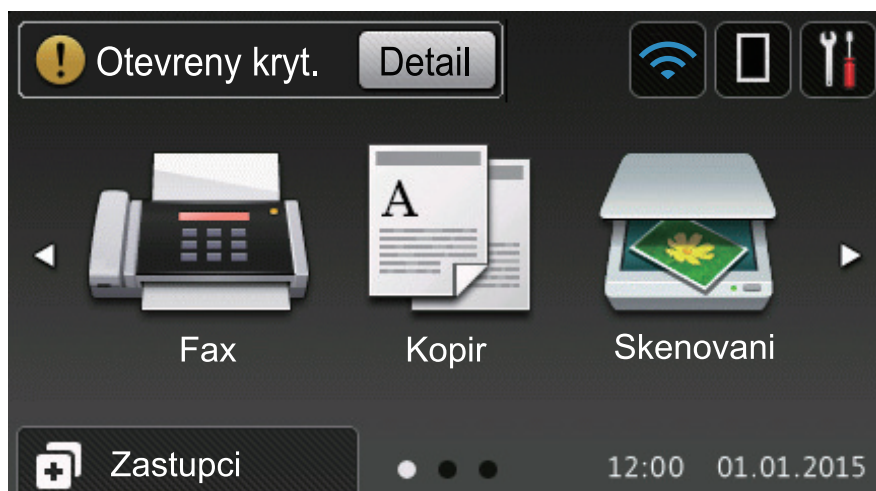 Otevreny kryt. Detail
A
Fax Kopir Skenovani
Zastupci 12:00 01.01.2015